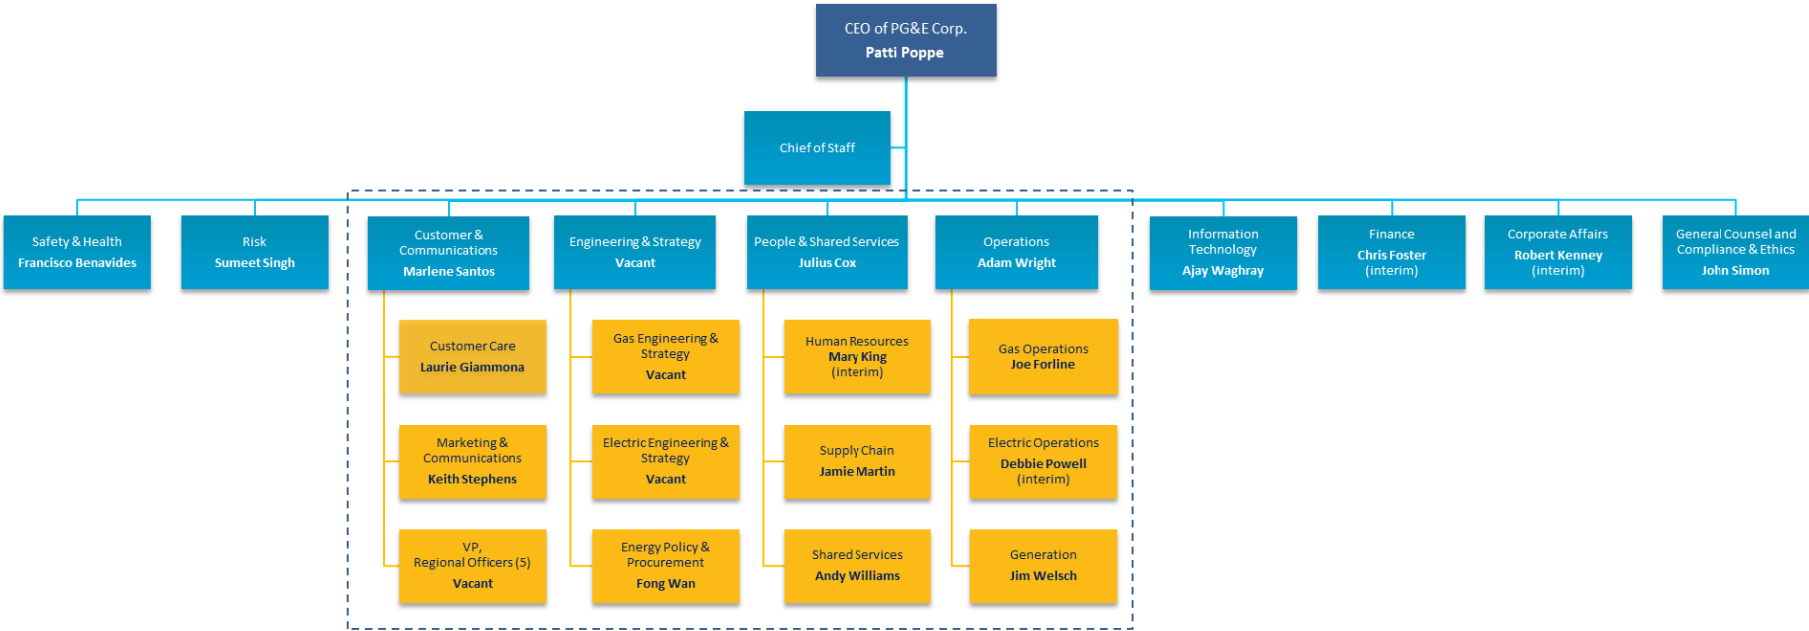 CEO of PG&E Corp.
Patti Poppe
Chief of Staff
Safety & Health
Francisco Benavides
Risk
Sumeet Singh
Customer &
Communications
Marlene Santos
Engineering & Strategy
Vacant
People & Shared Services
Julius Cox
Operations
Adam Wright
Information
Technology
Ajay Waghray
Finance
Chris Foster
(interim)
Corporate Affairs
Robert Kenney
(interim)
General Counsel and
Compliance & Ethics
John Simon
Customer Care
Laurie Giammona
Gas Engineering &
Strategy
Vacant
Human Resources
Mary King
(interim)
Gas Operations
Joe Forline
Marketing &
Communications
Keith Stephens
Electric Engineering &
Strategy
Vacant
Supply Chain
Jamie Martin
Electric Operations
Debbie Powell
(interim)
VP,
Regional Officers (5)
Vacant
Energy Policy &
Procurement
Fong Wan
Shared Services
Andy Williams
Generation
Jim Welsch